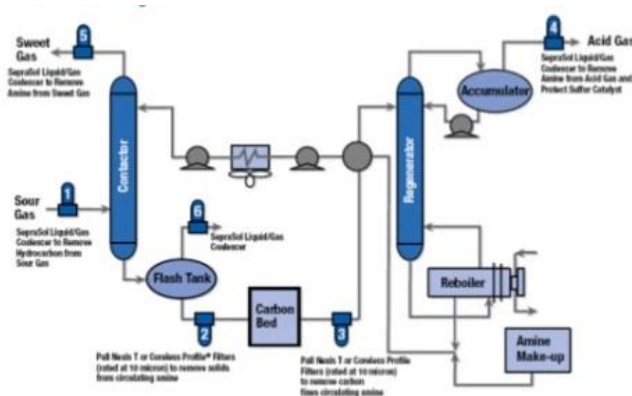 5
Sweet
Gas
SepraSol Liquid/Gas
Coalescer to Remove
Amine from Sweet Gas
4
Acid Gas
SepraSol Liquid/Gas
Coalescer to Remove
Amine from Acid Gas and
Protect Sulfur Catalyst
Accumulator
Contactor
Regenerator
1
Sour
Gas
SepraSol Liquid/Gas
Coalescer to Remove
Hydrocarbon from
Sour Gas
6
SepraSol Liquid/Gas
Coalescer
Flash Tank
Reboiler
Carbon
Bed
2
3
Amine
Make-up
Pall Nexis T or Coreless Profile® Filters
(rated at 10 micron) to remove solids
from circulating amine
Pall Nexis T or Coreless Profile
Filters (rated at 10 micron)
to remove carbon
fines circulating amine